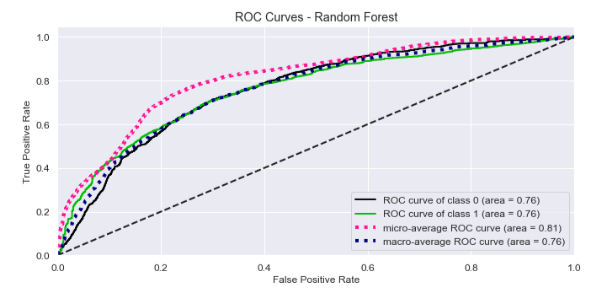 ROC Curves - Random Forest
True Positive Rate
1.0
0.8
0.6
0.4
0.2
0.0
ROC curve of class 0 (area = 0.76)
ROC curve of class 1 (area = 0.76)
micro-average ROC curve (area = 0.81)
macro-average ROC curve (area = 0.76)
0.0 0.2 0.4 0.6 0.8 1.0
False Positive Rate